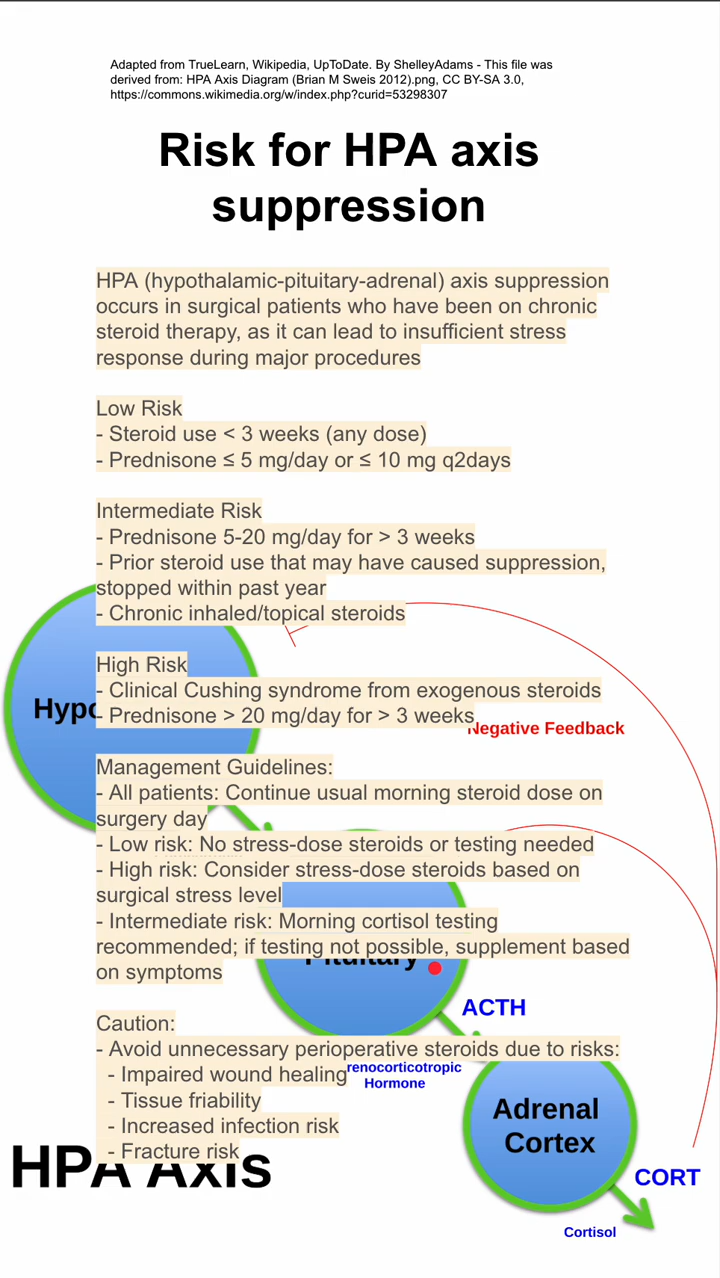 Adapted from TrueLearn, Wikipedia, UpToDate. By ShelleyAdams - This file was
derived from: HPA Axis Diagram (Brian M Sweis 2012).png, CC BY-SA 3.0,
https://commons.wikimedia.org/w/index.php?curid=53298307
Risk for HPA axis
suppression
HPA (hypothalamic-pituitary-adrenal) axis suppression
occurs in surgical patients who have been on chronic
steroid therapy, as it can lead to insufficient stress
response during major procedures
Low Risk
- Steroid use < 3 weeks (any dose)
- Prednisone ≤ 5 mg/day or ≤ 10 mg q2days
Intermediate Risk
- Prednisone 5-20 mg/day for > 3 weeks
- Prior steroid use that may have caused suppression,
stopped within past year
- Chronic inhaled/topical steroids
High Risk
- Clinical Cushing syndrome from exogenous steroids
- Prednisone > 20 mg/day for > 3 weeks
Negative Feedback
Management Guidelines:
- All patients: Continue usual morning steroid dose on
surgery day
- Low risk: No stress-dose steroids or testing needed
- High risk: Consider stress-dose steroids based on
surgical stress level
- Intermediate risk: Morning cortisol testing
recommended; if testing not possible, supplement based
on symptoms
Pituitary
ACTH
Caution:
- Avoid unnecessary perioperative steroids due to risks:
- Impaired wound healing
- Tissue friability
- Increased infection risk
- Fracture risk
renocorticotropic
Hormone
Adrenal
Cortex
HPA Axis
CORT
Cortisol